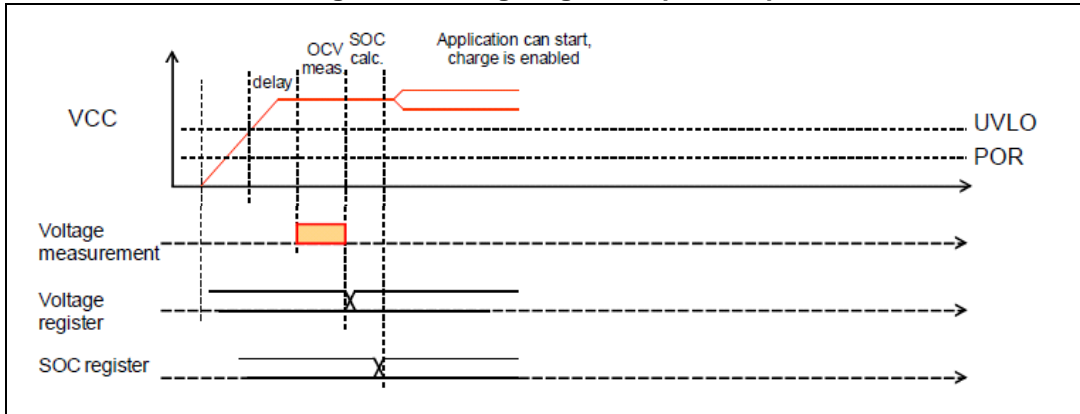 OCV
meas
SOC
calc.
Application can start,
charge is enabled
delay
VCC
UVLO
POR
Voltage
measurement
Voltage
register
SOC register